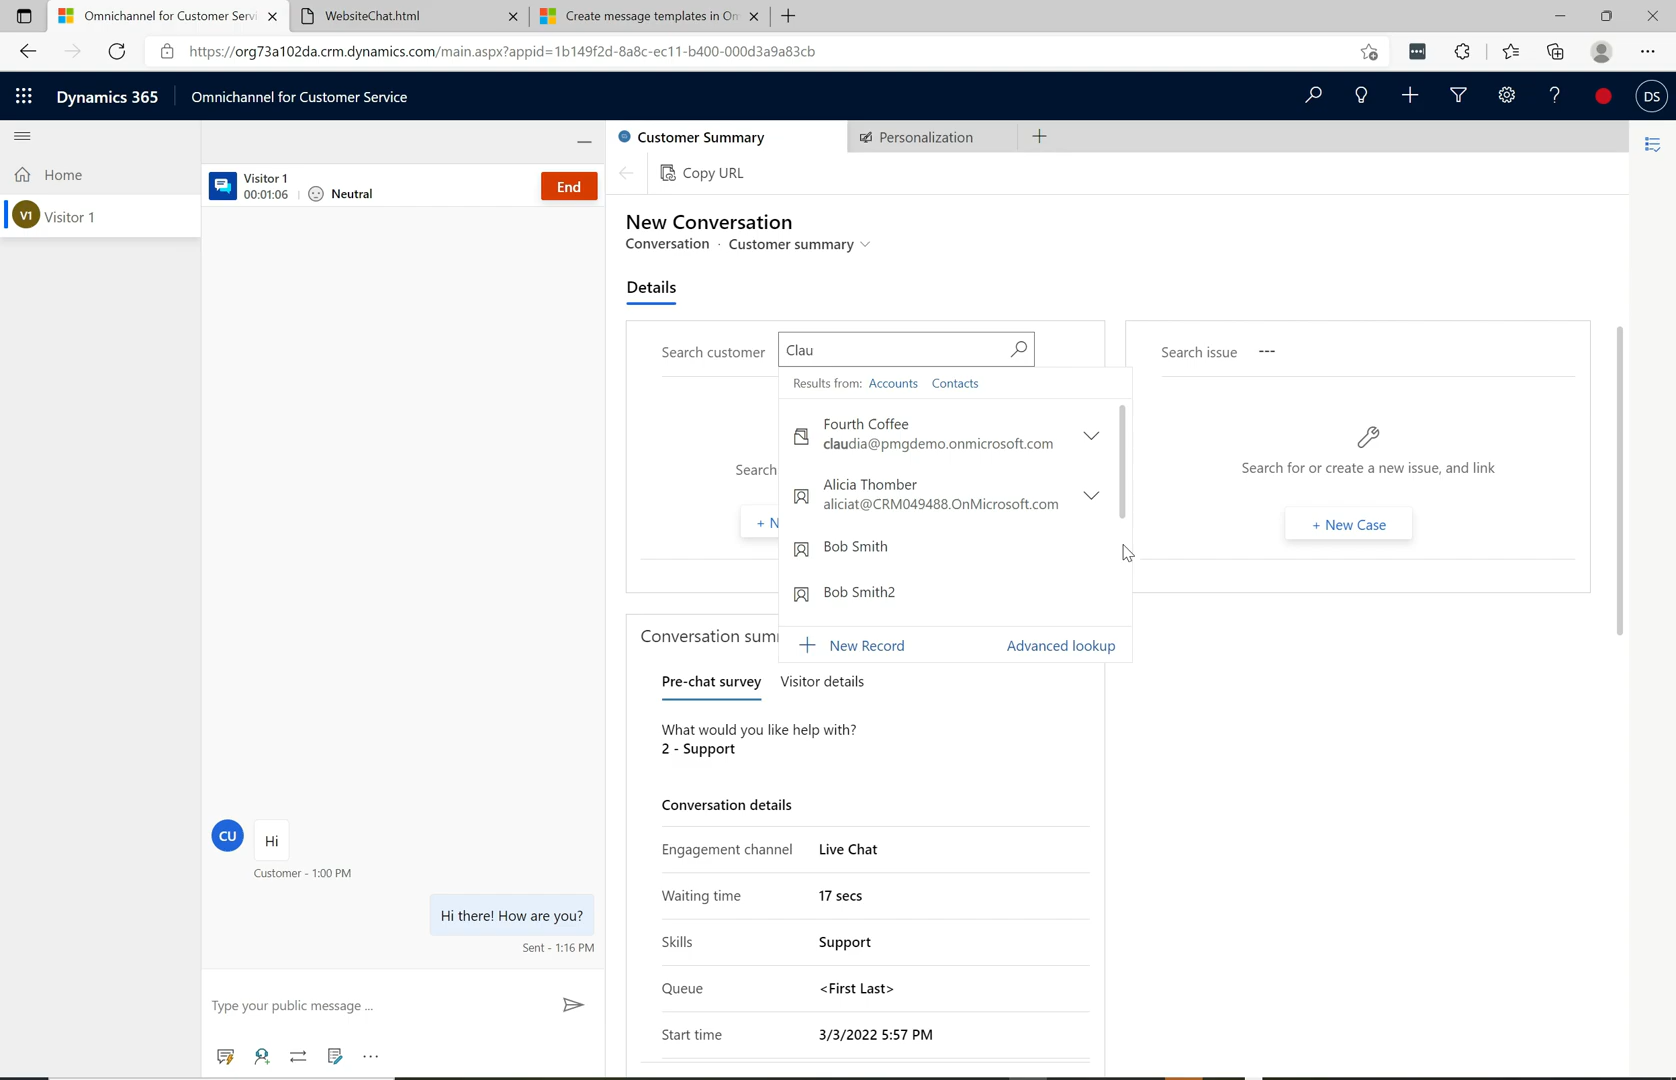 Omnichannel for Customer Servi
WebsiteChat.html
Create message templates in Om
https://org73a102da.crm.dynamics.com/main.aspx?appid=1b149f2d-8a8c-ec11-b400-000d3a9a83cb
Dynamics 365
Omnichannel for Customer Service
DS
Home
V1 Visitor 1
Visitor 1
00:01:06
Neutral
End
CU
Hi
Customer - 1:00 PM
Hi there! How are you?
Sent - 1:16 PM
Type your public message ...
Customer Summary
Personalization
Copy URL
New Conversation
Conversation · Customer summary
Details
Search customer
Clau
Results from: Accounts Contacts
Fourth Coffee
claudia@pmgdemo.onmicrosoft.com
Alicia Thomber
aliciat@CRM049488.OnMicrosoft.com
Bob Smith
Bob Smith2
New Record
Advanced lookup
Search
+ N
Search issue ---
Search for or create a new issue, and link
+ New Case
Conversation sum
Pre-chat survey
Visitor details
What would you like help with?
2 - Support
Conversation details
Engagement channel Live Chat
Waiting time 17 secs
Skills Support
Queue <First Last>
Start time 3/3/2022 5:57 PM